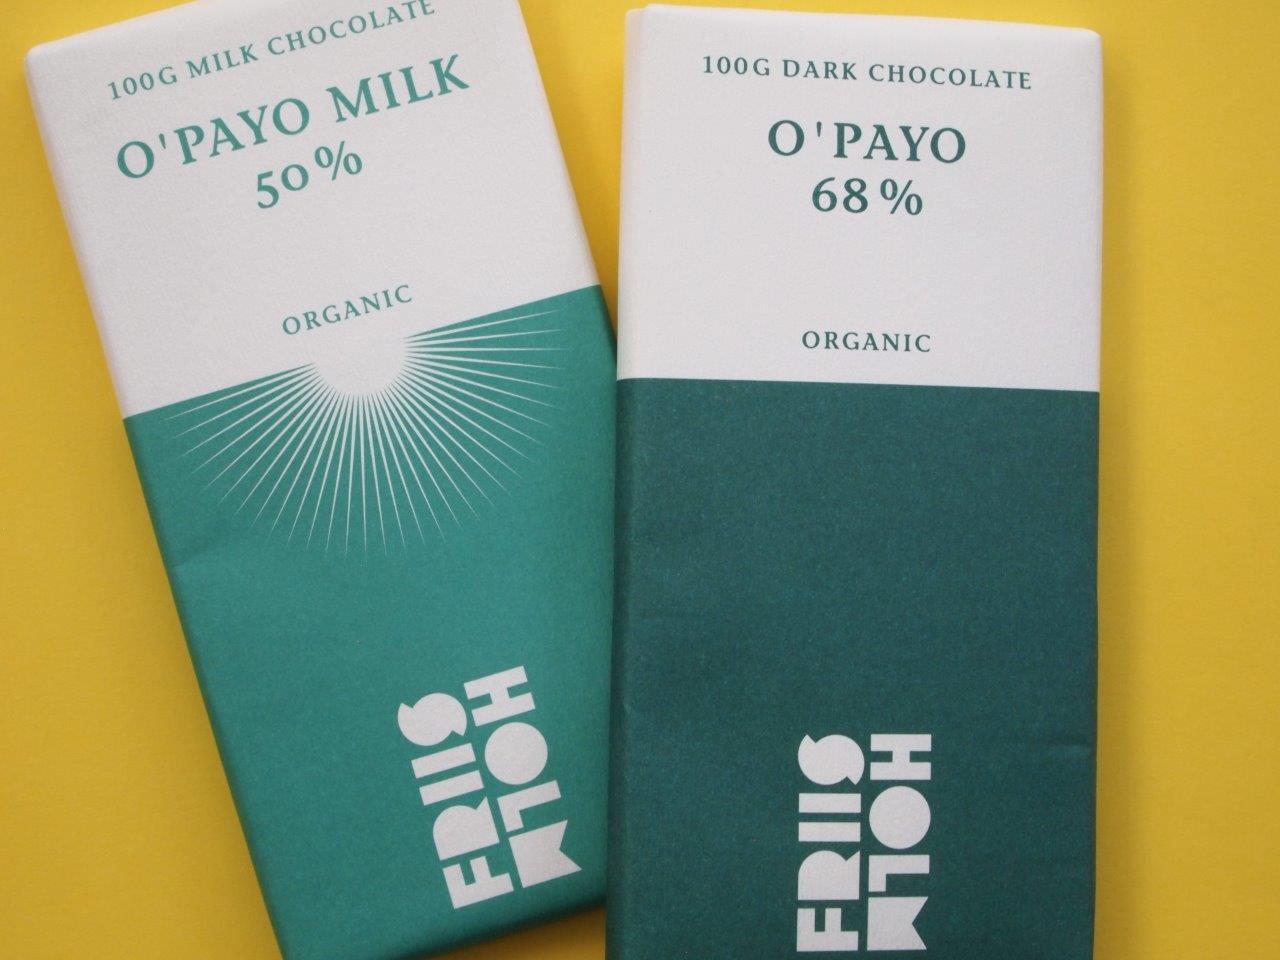 100G MILK CHOCOLATE
O'PAYO MILK
50%
ORGANIC
FRIIS
HOLM
100G DARK CHOCOLATE
O'PAYO
68%
ORGANIC
FRIIS
HOLM